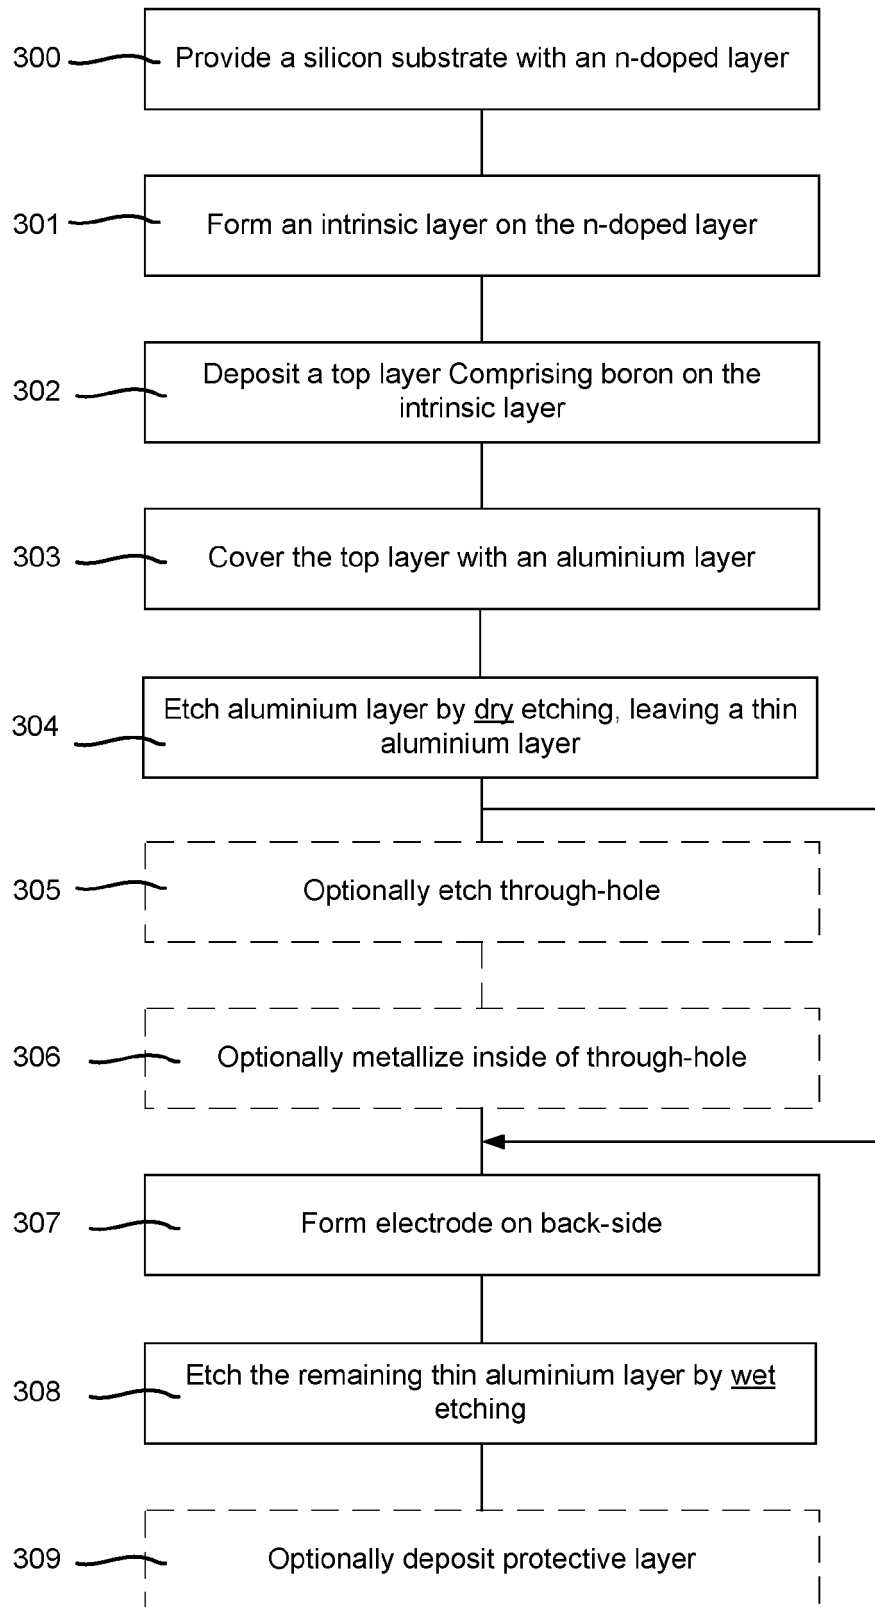 300
Provide a silicon substrate with an n-doped layer
301
Form an intrinsic layer on the n-doped layer
302
Deposit a top layer Comprising boron on the
intrinsic layer
303
Cover the top layer with an aluminium layer
304
Etch aluminium layer by dry etching, leaving a thin
aluminium layer
305
Optionally etch through-hole
306
Optionally metallize inside of through-hole
307
Form electrode on back-side
308
Etch the remaining thin aluminium layer by wet
etching
309
Optionally deposit protective layer